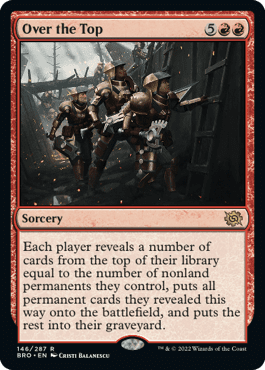 Over the Top 5
Sorcery
Each player reveals a number of
cards from the top of their library
equal to the number of nonland
permanents they control, puts all
permanent cards they revealed this
way onto the battlefield, and puts the
rest into their graveyard.
146/287 R
BRO • EN CRISTI BALANESCU
™ & © 2022 Wizards of the Coast